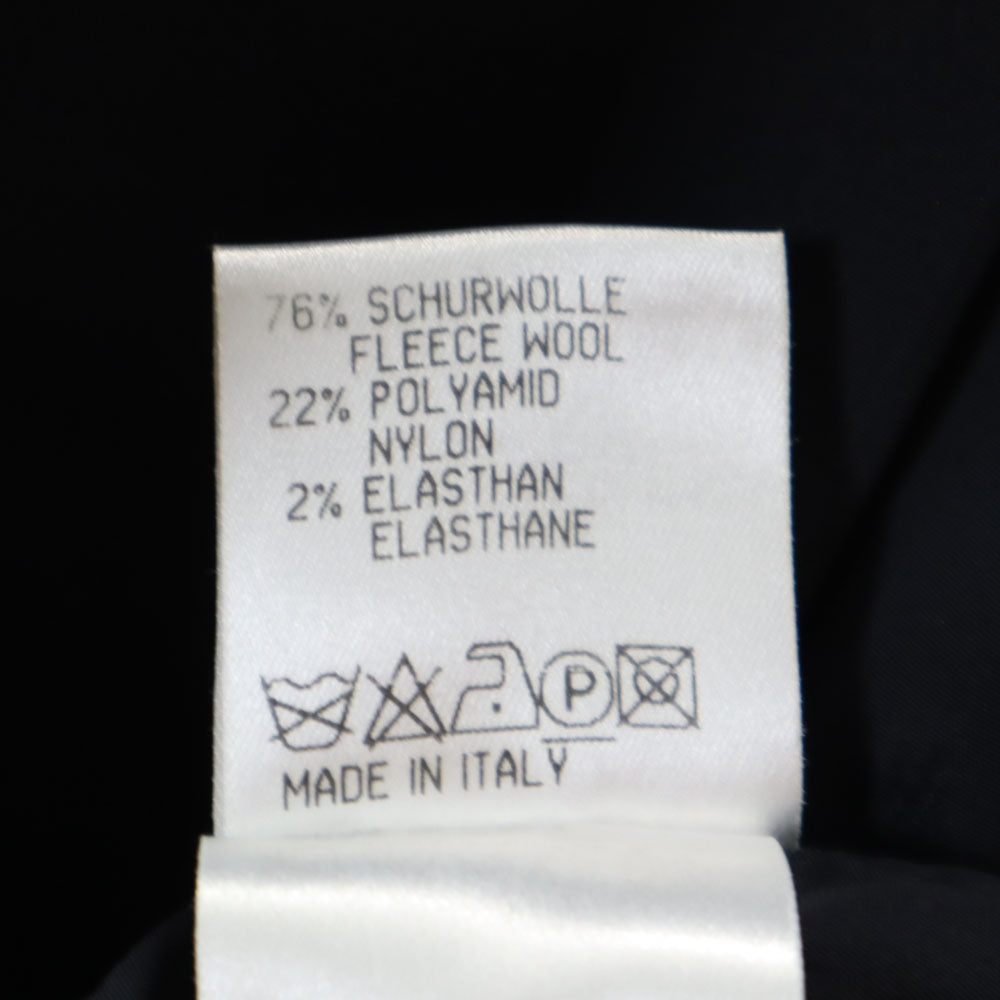 76% SCHURWOLLE
FLEECE WOOL
22% POLYAMID
NYLON
2% ELASTHAN
ELASTHANE
P
MADE IN ITALY